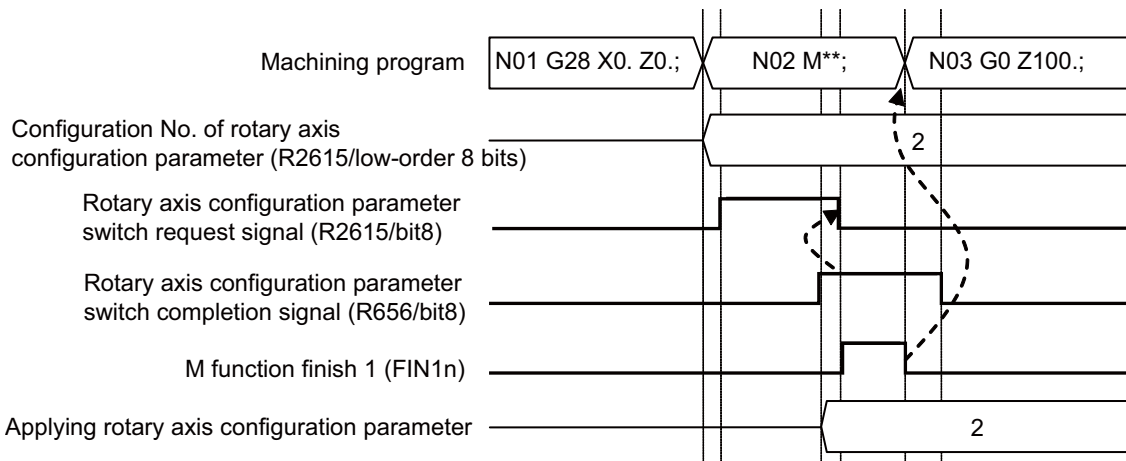 Machining program
N01 G28 X0. Z0.;
N02 M**;
N03 G0 Z100.;
Configuration No. of rotary axis
configuration parameter (R2615/low-order 8 bits)
2
Rotary axis configuration parameter
switch request signal (R2615/bit8)
Rotary axis configuration parameter
switch completion signal (R656/bit8)
M function finish 1 (FIN1n)
Applying rotary axis configuration parameter
2